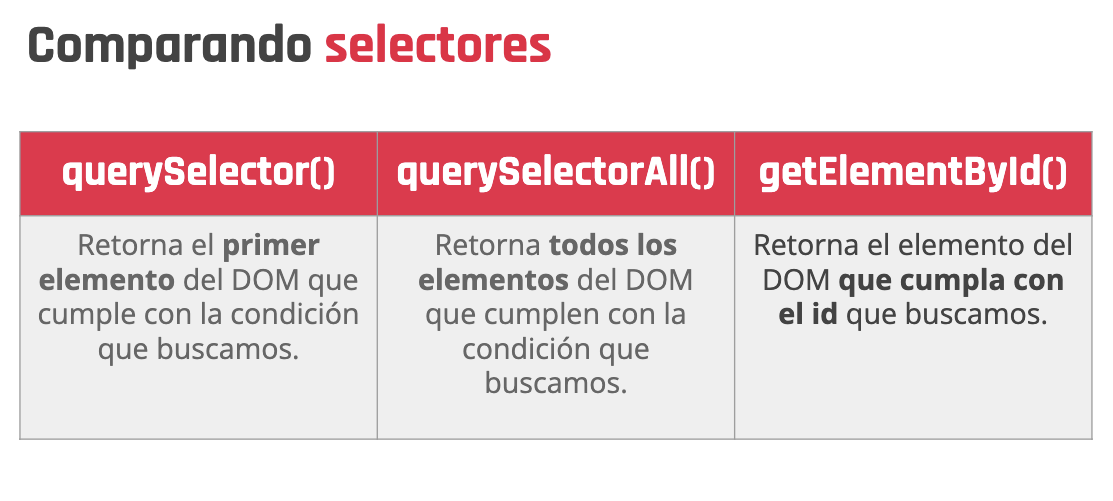 Comparando selectores
querySelector()
querySelectorAll()
getElementById()
Retorna el primer
elemento del DOM que
cumple con la condición
que buscamos.
Retorna todos los
elementos del DOM
que cumplen con la
condición que
buscamos.
Retorna el elemento del
DOM que cumpla con
el id que buscamos.